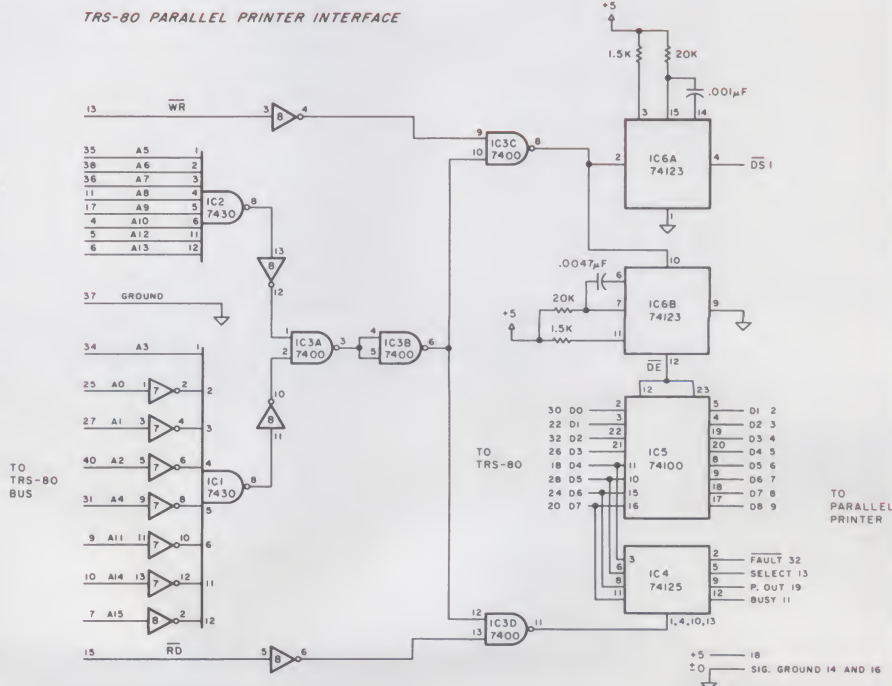 TRS-80 PARALLEL PRINTER INTERFACE
+5
1.5K
20K
.001µF
3
15
14
2
IC6A
74123
4
DS1
1
13
WR
3
8
4
9
10
IC3C
7400
8
35 A5 1
38 A6 2
36 A7 3
11 A8 4
17 A9 5
4 A10 6
5 A12 11
6 A13 12
IC2
7430
8
13
8
12
37 GROUND
.0047µF
10
6
20K
7
+5
1.5K
11
IC6B
74123
9
12
DE
1
2
IC3A
7400
3
4
5
IC3B
7400
6
34 A3 1
25 A0 1 7 2 2
27 A1 3 7 4 3
40 A2 5 7 6 4
31 A4 9 7 8 5
9 A11 11 7 10 6
10 A14 13 7 12 11
7 A15 1 8 2 12
IC1
7430
8
10
8
11
TO
TRS-80
BUS
12
23
30 D0 2
22 D1 3
32 D2 22
26 D3 21
18 D4 11
28 D5 10
24 D6 15
20 D7 16
TO
TRS-80
IC5
74100
5 D1 2
4 D2 3
19 D3 4
20 D4 5
8 D5 6
9 D6 7
18 D7 8
17 D8 9
TO
PARALLEL
PRINTER
3
6
8
11
IC4
74125
2 FAULT 32
5 SELECT 13
9 P. OUT 19
12 BUSY 11
1,4,10,13
12
13
IC3D
7400
11
15
RD
5
8
6
+5 18
±0 SIG. GROUND 14 AND 16